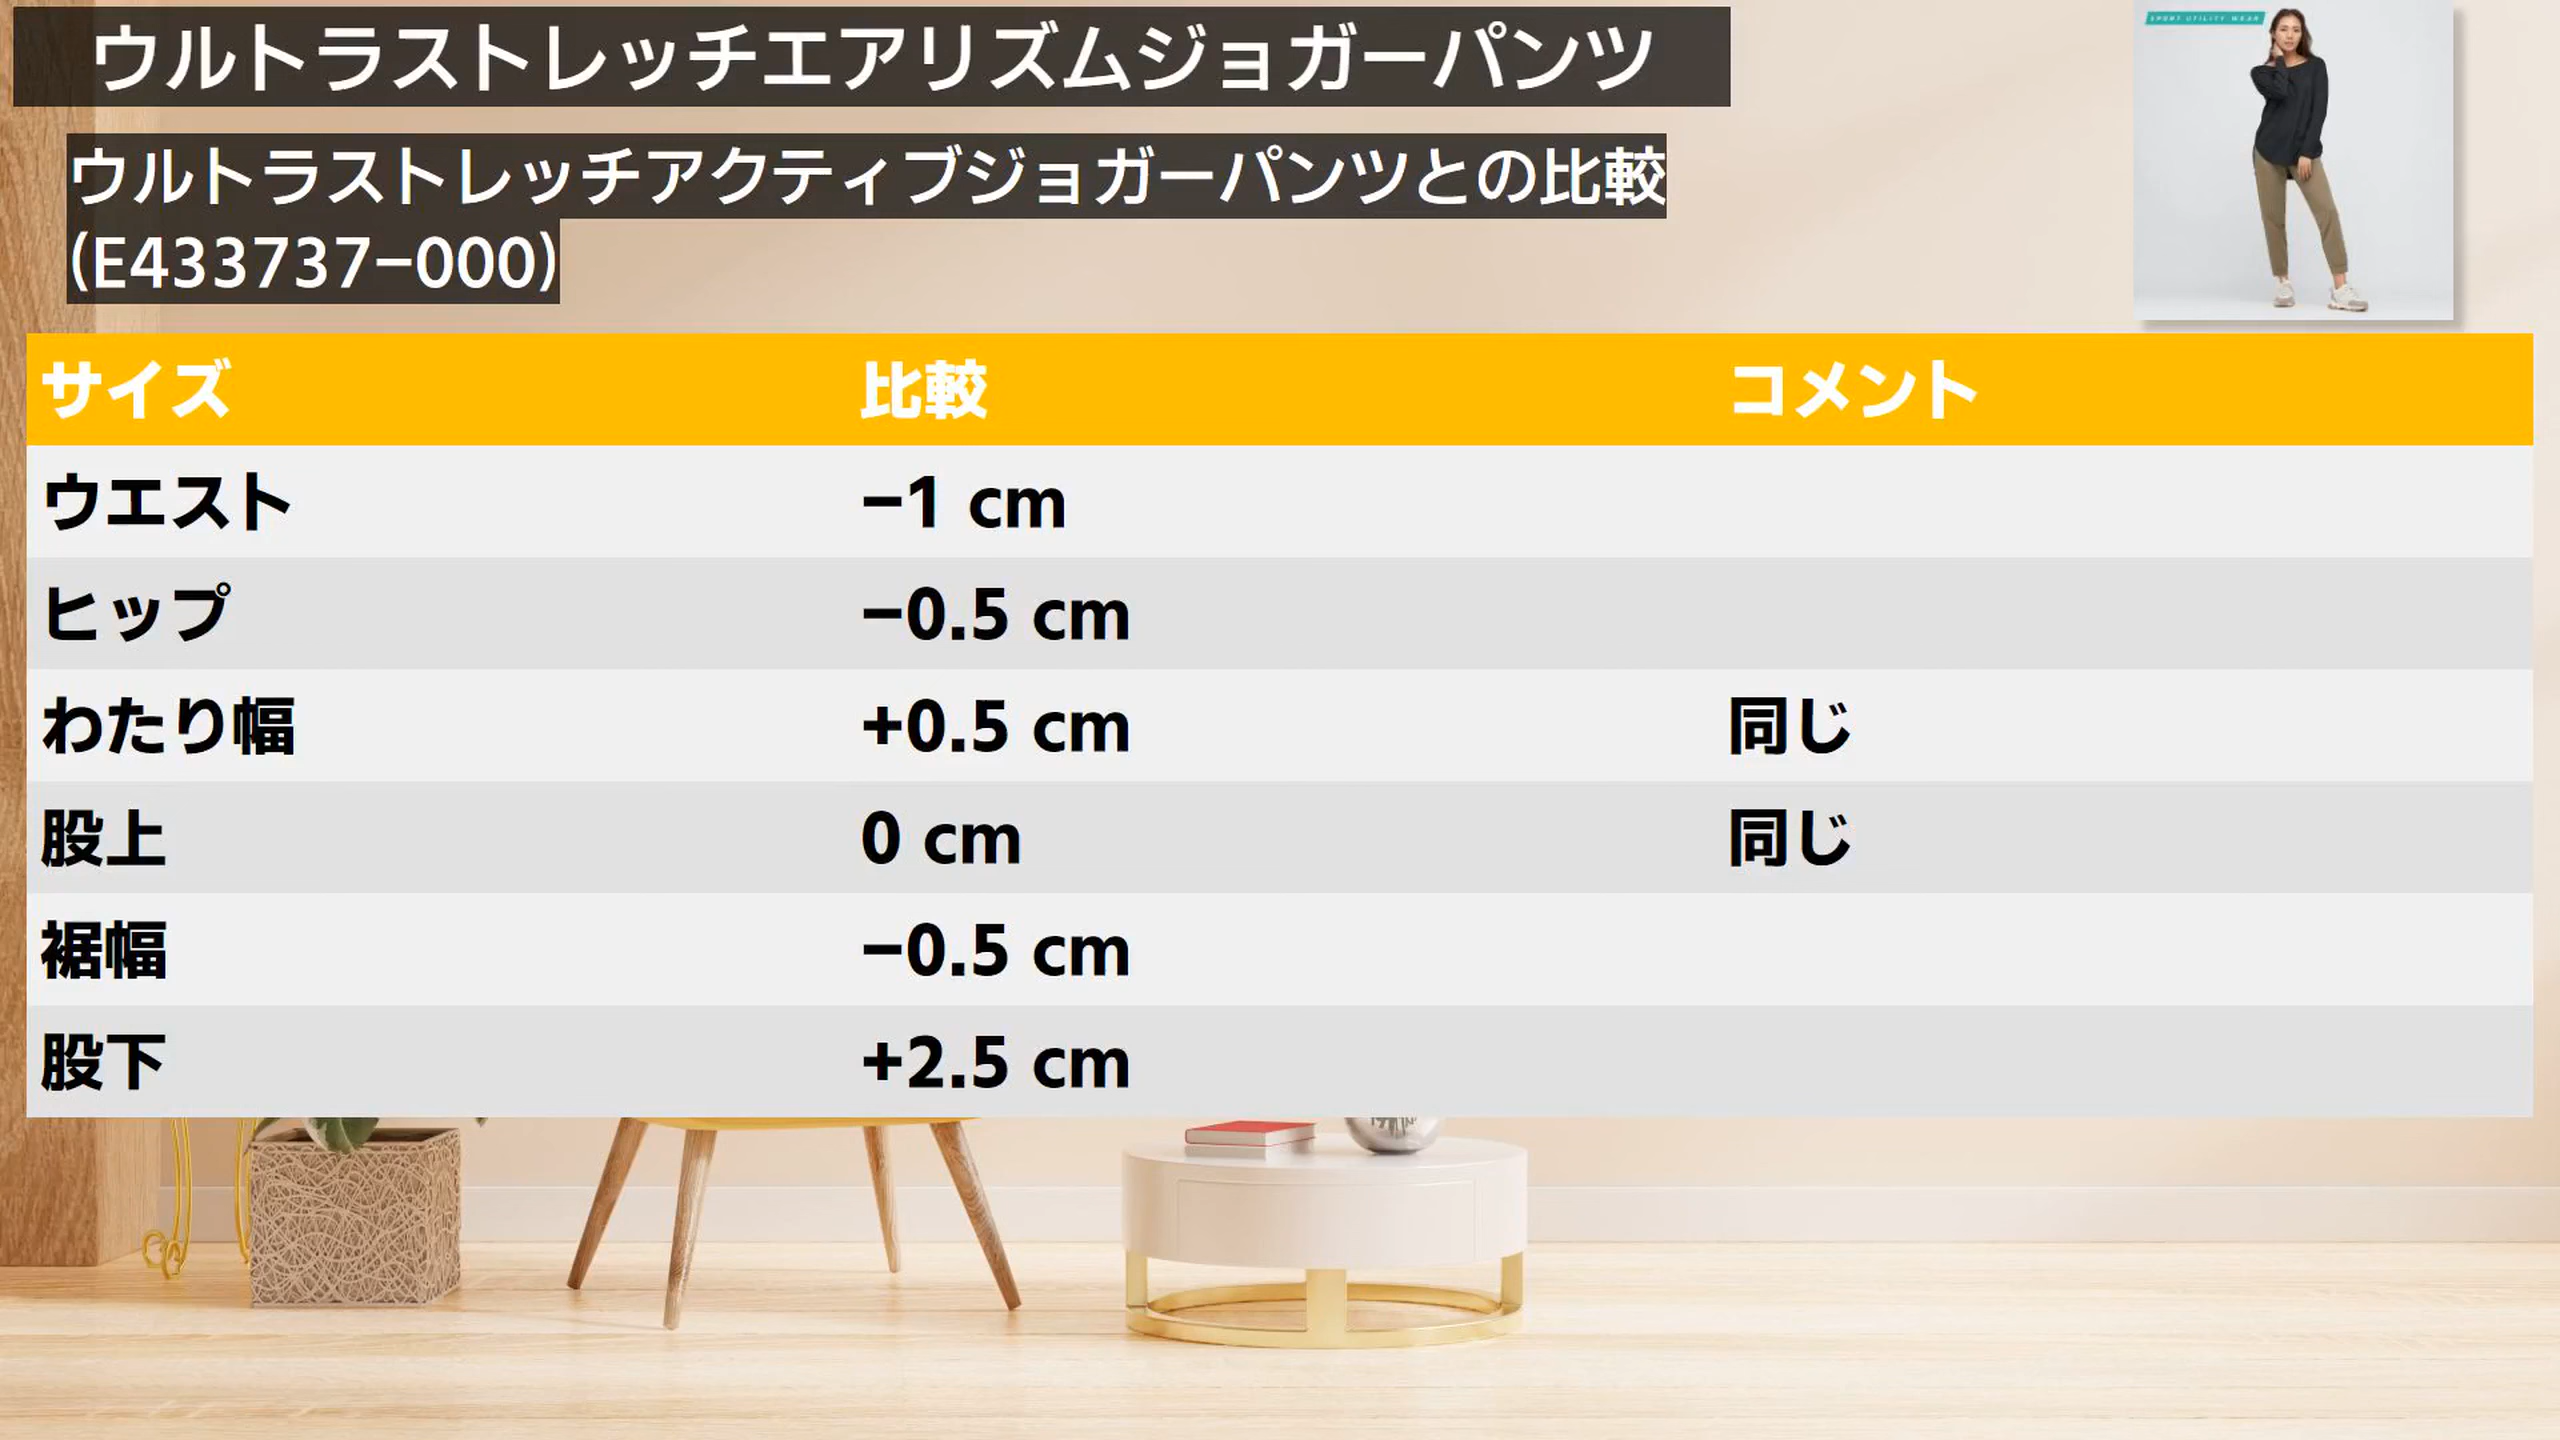 ウルトラストレッチエアリズムジョガーパンツ
ウルトラストレッチアクティブジョガーパンツとの比較
(E433737−000)
SPORT UTILITY WEAR
サイズ 比較 コメント
ウエスト −1 cm
ヒップ −0.5 cm
わたり幅 +0.5 cm 同じ
股上 0 cm 同じ
裾幅 −0.5 cm
股下 +2.5 cm